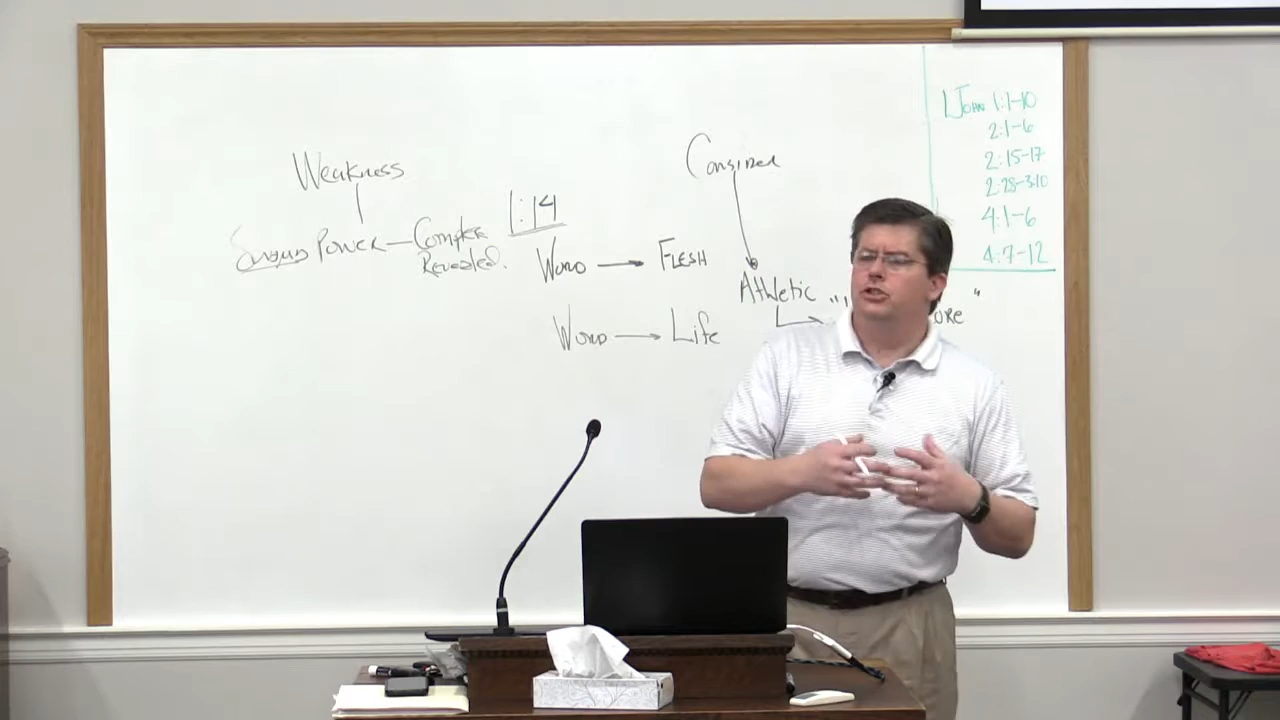 Weakness
Power — Complete
Revealed.
1:14
Word → Flesh
Word → Life
Consider
Athletic
ore"
1 John 1:1-10
2:1-6
2:15-17
2:28-3:10
4:1-6
4:7-12